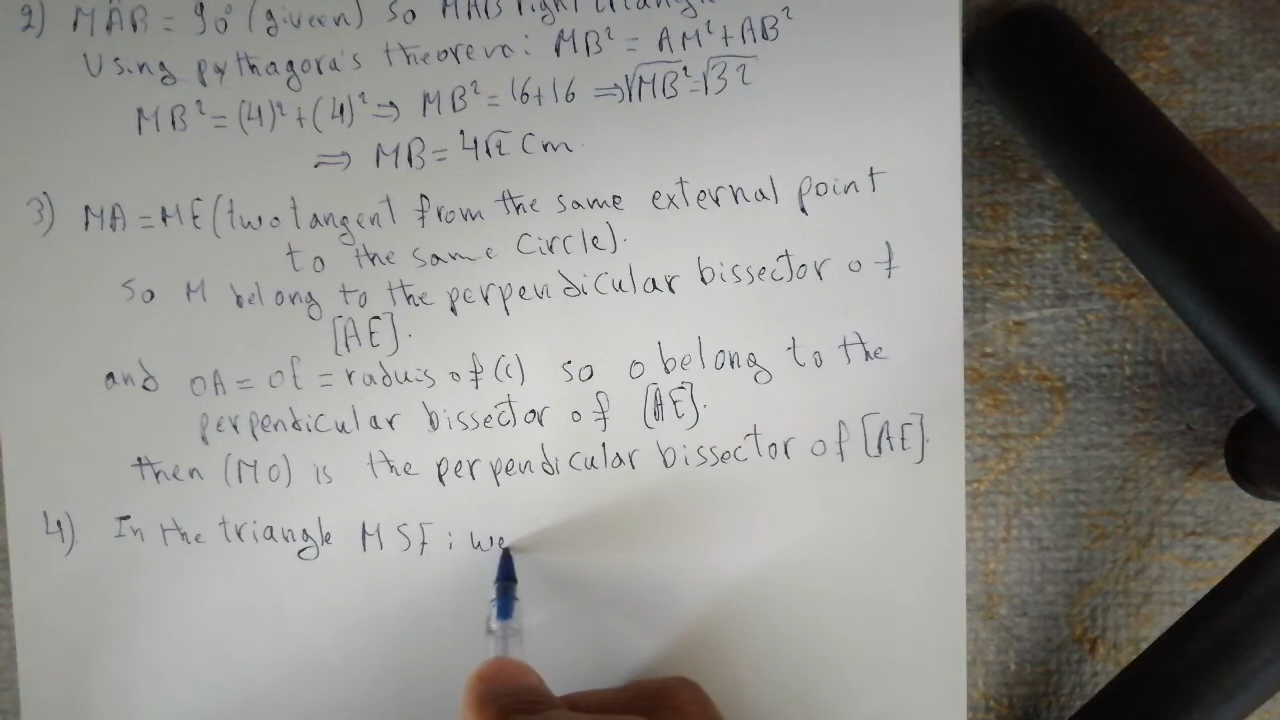 2) MÂB = 90° (given) so MAB right triangle
Using pythagora's theorem: MB² = AM² + AB²
MB² = (4)² + (4)² ⇒ MB² = 16 + 16 ⇒ √MB² = √32
⇒ MB = 4√2 cm.
3) MA = ME (two tangent from the same external point
to the same circle).
So M belong to the perpendicular bissector of
[AE].
and OA = OE = raduis of (C) so O belong to the
perpendicular bissector of [AE].
then (MO) is the perpendicular bissector of [AE].
4) In the triangle MSF : we